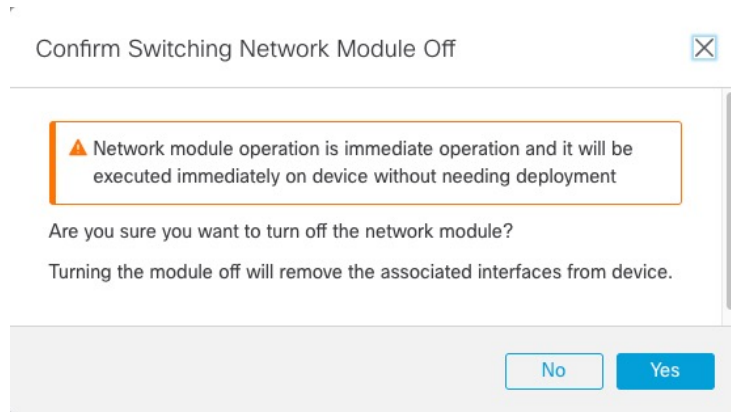 Confirm Switching Network Module Off
Network module operation is immediate operation and it will be
executed immediately on device without needing deployment
Are you sure you want to turn off the network module?
Turning the module off will remove the associated interfaces from device.
No
Yes